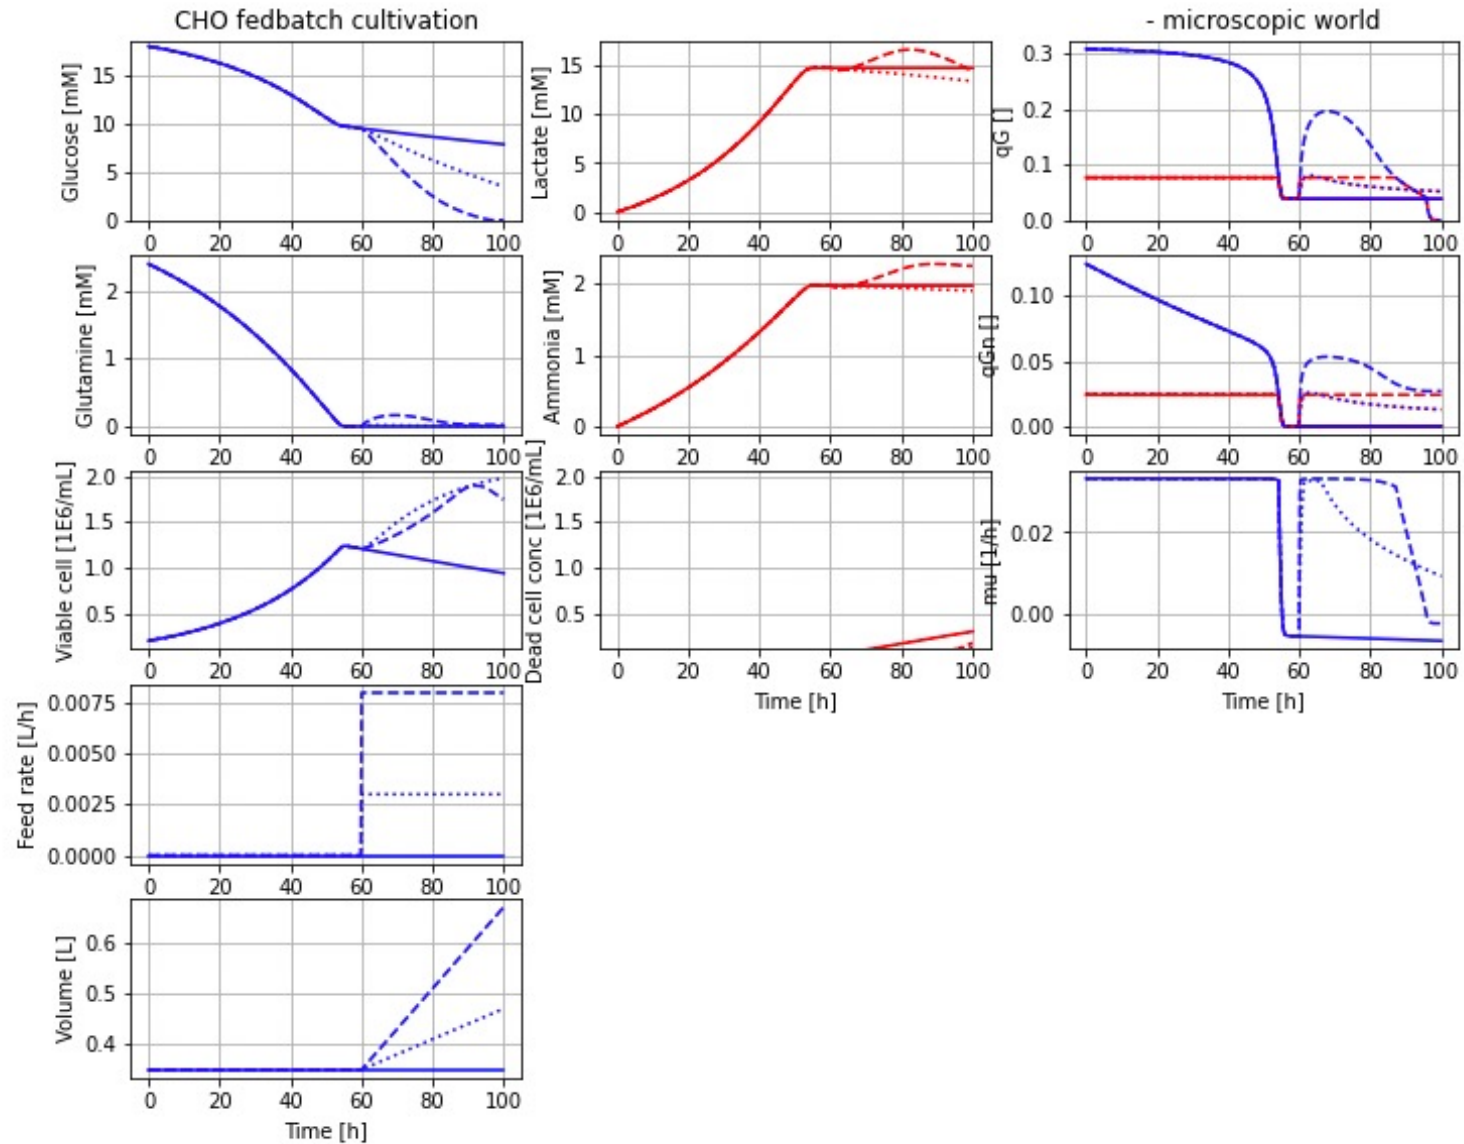 CHO fedbatch cultivation
- microscopic world
Glucose [mM]
15
10
5
0
0 20 40 60 80 100
Lactate [mM]
15
10
5
0
0 20 40 60 80 100
qG []
0.3
0.2
0.1
0.0
0 20 40 60 80 100
Glutamine [mM]
2
1
0
0 20 40 60 80 100
Ammonia [mM]
2
1
0
0 20 40 60 80 100
qGn []
0.10
0.05
0.00
0 20 40 60 80 100
Viable cell [1E6/mL]
2.0
1.5
1.0
0.5
Dead cell conc [1E6/mL]
2.0
1.5
1.0
0.5
0 20 40 60 80 100
Time [h]
mu [1/h]
0.02
0.00
0 20 40 60 80 100
Time [h]
Feed rate [L/h]
0.0075
0.0050
0.0025
0.0000
0 20 40 60 80 100
Volume [L]
0.6
0.5
0.4
0 20 40 60 80 100
Time [h]